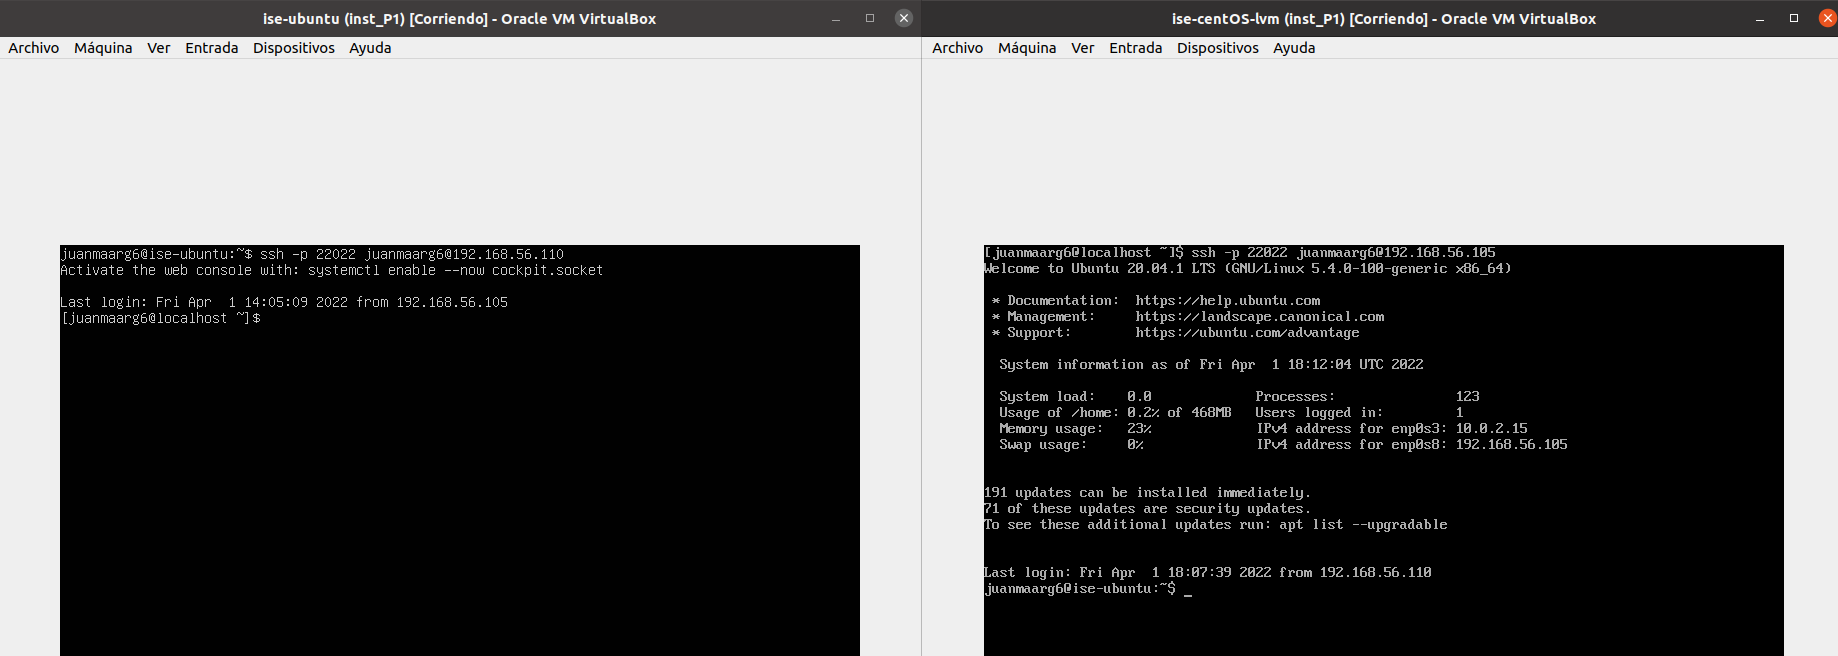 ise-ubuntu (inst_P1) [Corriendo] - Oracle VM VirtualBox
Archivo Máquina Ver Entrada Dispositivos Ayuda
juanmaarg6@ise-ubuntu:~$ ssh -p 22022 juanmaarg6@192.168.56.110
Activate the web console with: systemctl enable --now cockpit.socket
Last login: Fri Apr  1 14:05:09 2022 from 192.168.56.105
[juanmaarg6@localhost ~]$
ise-centOS-lvm (inst_P1) [Corriendo] - Oracle VM VirtualBox
Archivo Máquina Ver Entrada Dispositivos Ayuda
[juanmaarg6@localhost ~]$ ssh -p 22022 juanmaarg6@192.168.56.105
Welcome to Ubuntu 20.04.1 LTS (GNU/Linux 5.4.0-100-generic x86_64)
* Documentation:  https://help.ubuntu.com
* Management:     https://landscape.canonical.com
* Support:        https://ubuntu.com/advantage
System information as of Fri Apr  1 18:12:04 UTC 2022
System load:    0.0             Processes:               123
Usage of /home: 0.2% of 468MB   Users logged in:         1
Memory usage:   23%             IPv4 address for enp0s3: 10.0.2.15
Swap usage:     0%              IPv4 address for enp0s8: 192.168.56.105
191 updates can be installed immediately.
71 of these updates are security updates.
To see these additional updates run: apt list --upgradable
Last login: Fri Apr  1 18:07:39 2022 from 192.168.56.110
juanmaarg6@ise-ubuntu:~$ _